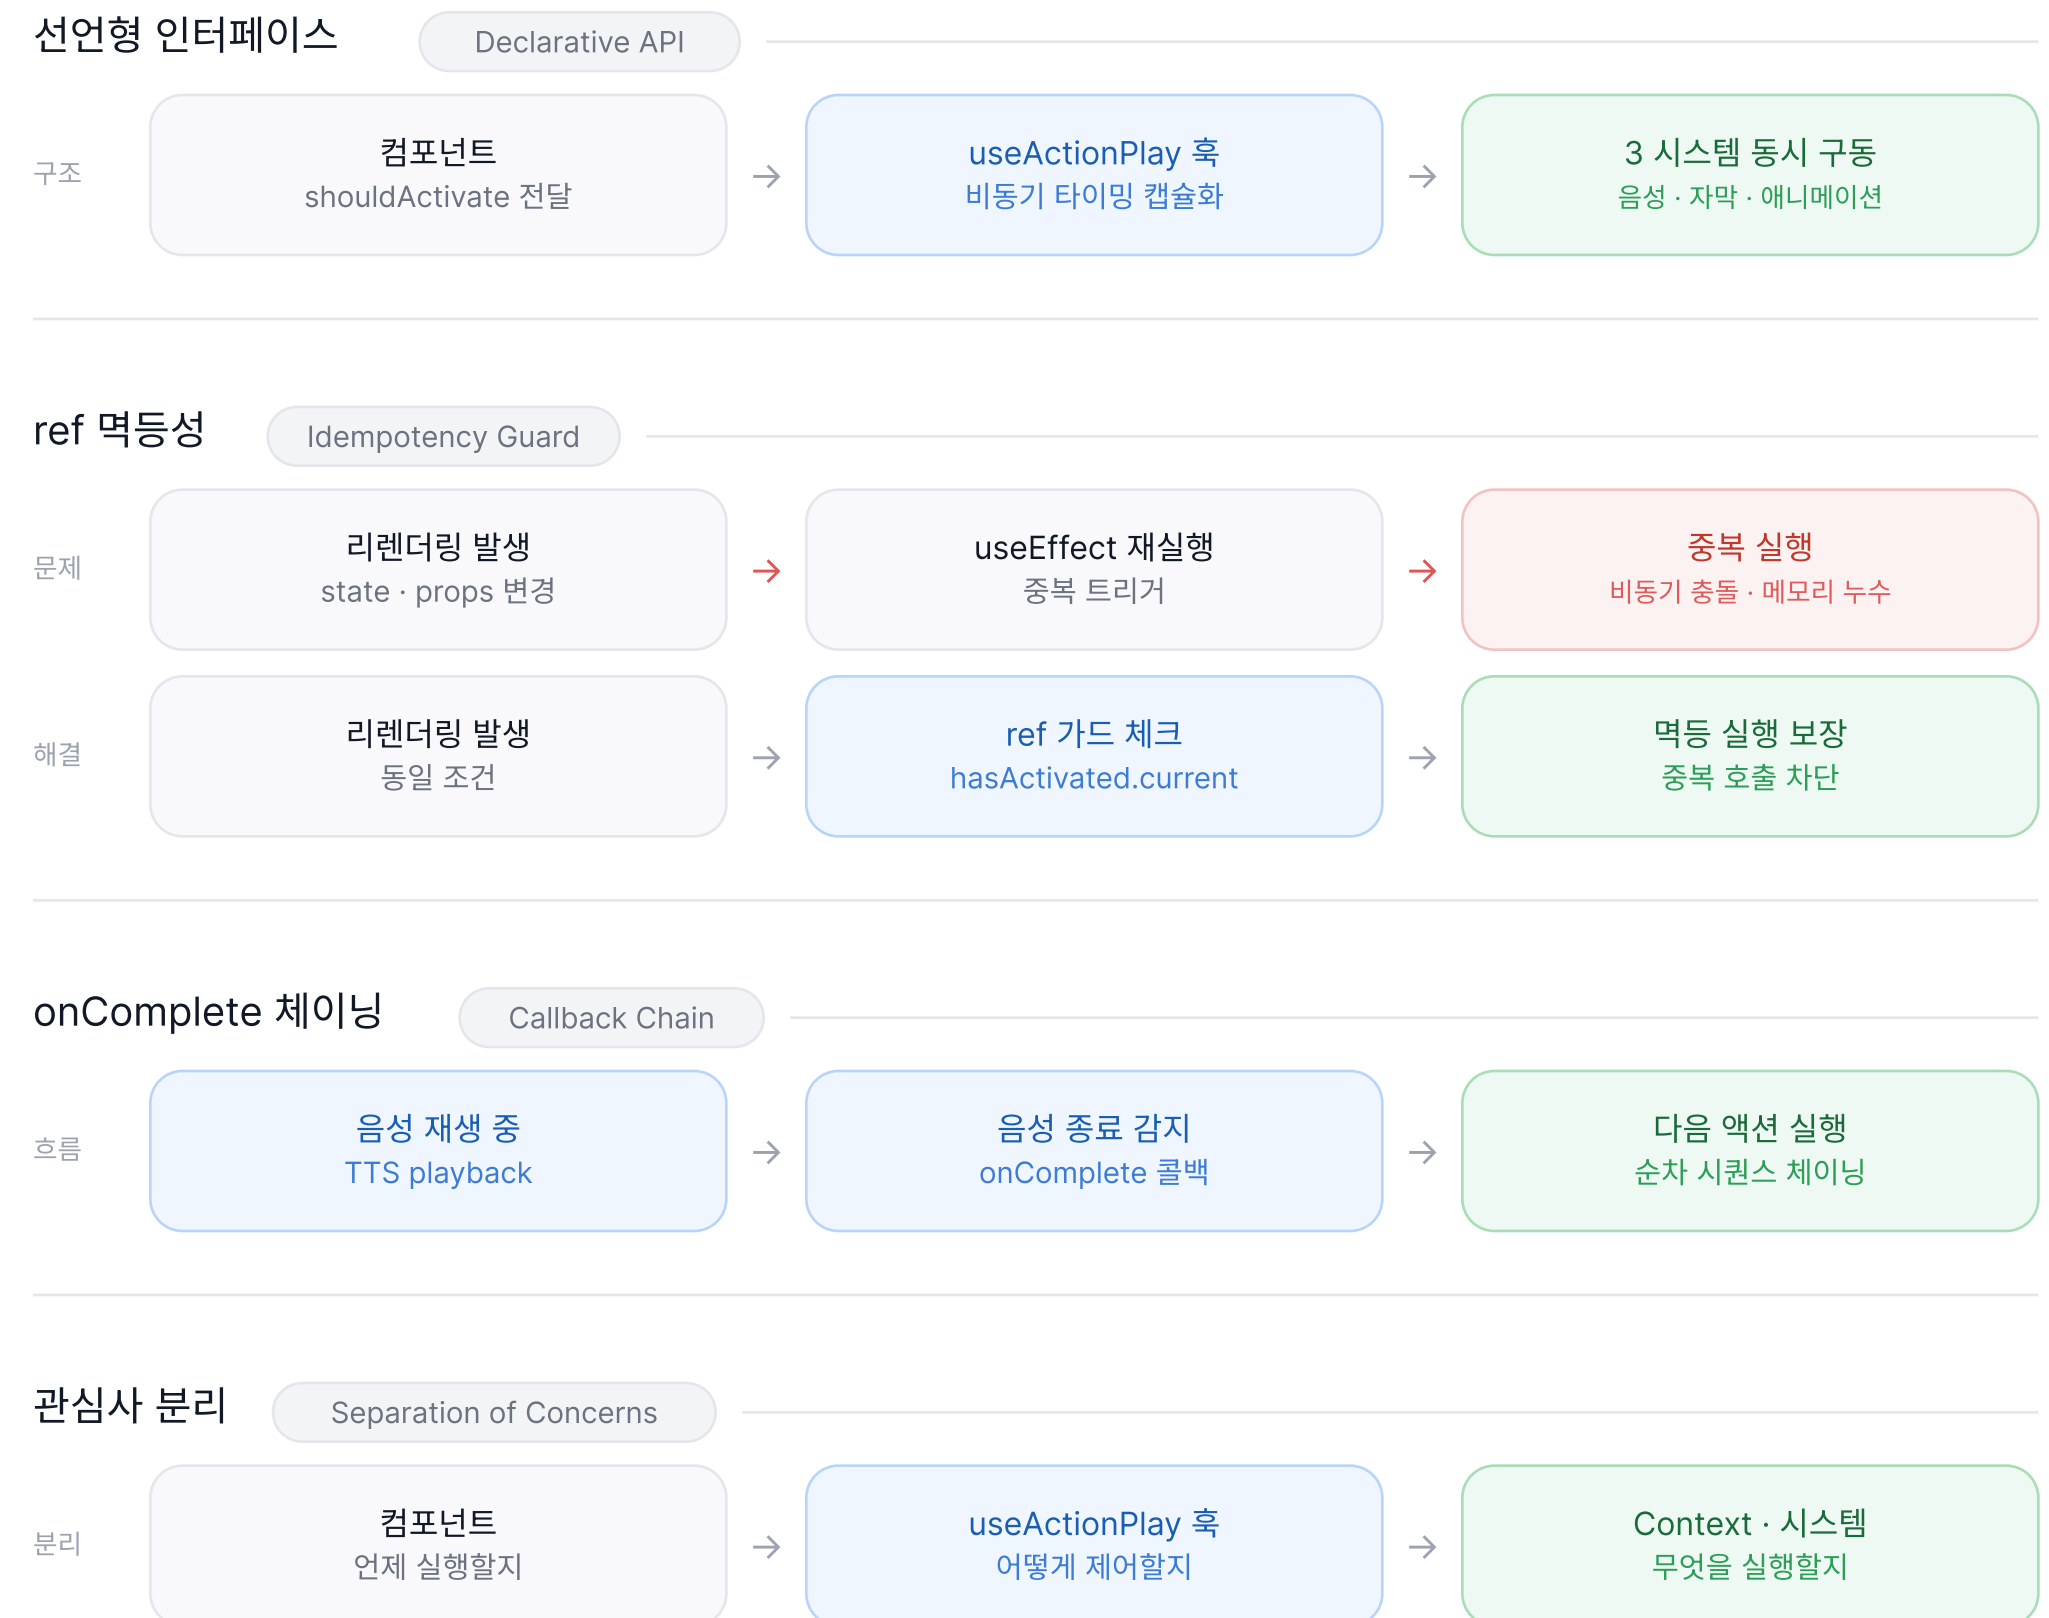 선언형 인터페이스
Declarative API
구조
컴포넌트
shouldActivate 전달
→
useActionPlay 훅
비동기 타이밍 캡슐화
→
3 시스템 동시 구동
음성 · 자막 · 애니메이션
ref 멱등성
Idempotency Guard
문제
리렌더링 발생
state · props 변경
→
useEffect 재실행
중복 트리거
→
중복 실행
비동기 충돌 · 메모리 누수
해결
리렌더링 발생
동일 조건
→
ref 가드 체크
hasActivated.current
→
멱등 실행 보장
중복 호출 차단
onComplete 체이닝
Callback Chain
흐름
음성 재생 중
TTS playback
→
음성 종료 감지
onComplete 콜백
→
다음 액션 실행
순차 시퀀스 체이닝
관심사 분리
Separation of Concerns
분리
컴포넌트
언제 실행할지
→
useActionPlay 훅
어떻게 제어할지
→
Context · 시스템
무엇을 실행할지